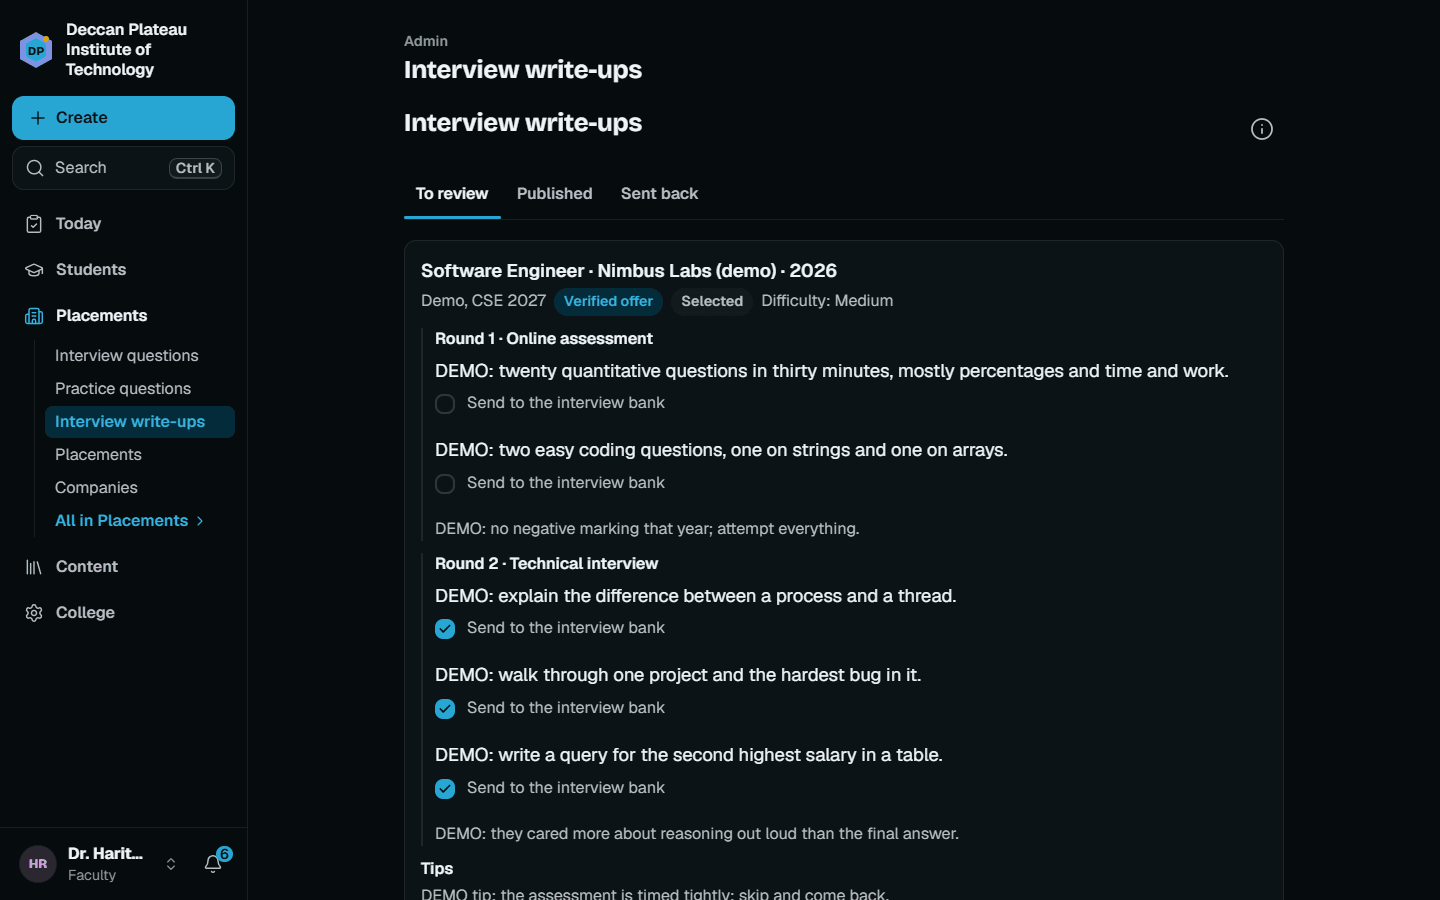 Deccan Plateau
Institute of
Technology
DP
Create
Search
Ctrl K
Today
Students
Placements
Interview questions
Practice questions
Interview write-ups
Placements
Companies
All in Placements
Content
College
HR
Dr. Harit...
Faculty
6
Admin
Interview write-ups
Interview write-ups
To review
Published
Sent back
Software Engineer · Nimbus Labs (demo) · 2026
Demo, CSE 2027 Verified offer Selected Difficulty: Medium
Round 1 · Online assessment
DEMO: twenty quantitative questions in thirty minutes, mostly percentages and time and work.
Send to the interview bank
DEMO: two easy coding questions, one on strings and one on arrays.
Send to the interview bank
DEMO: no negative marking that year; attempt everything.
Round 2 · Technical interview
DEMO: explain the difference between a process and a thread.
Send to the interview bank
DEMO: walk through one project and the hardest bug in it.
Send to the interview bank
DEMO: write a query for the second highest salary in a table.
Send to the interview bank
DEMO: they cared more about reasoning out loud than the final answer.
Tips
DEMO tip: the assessment is timed tightly; skip and come back.